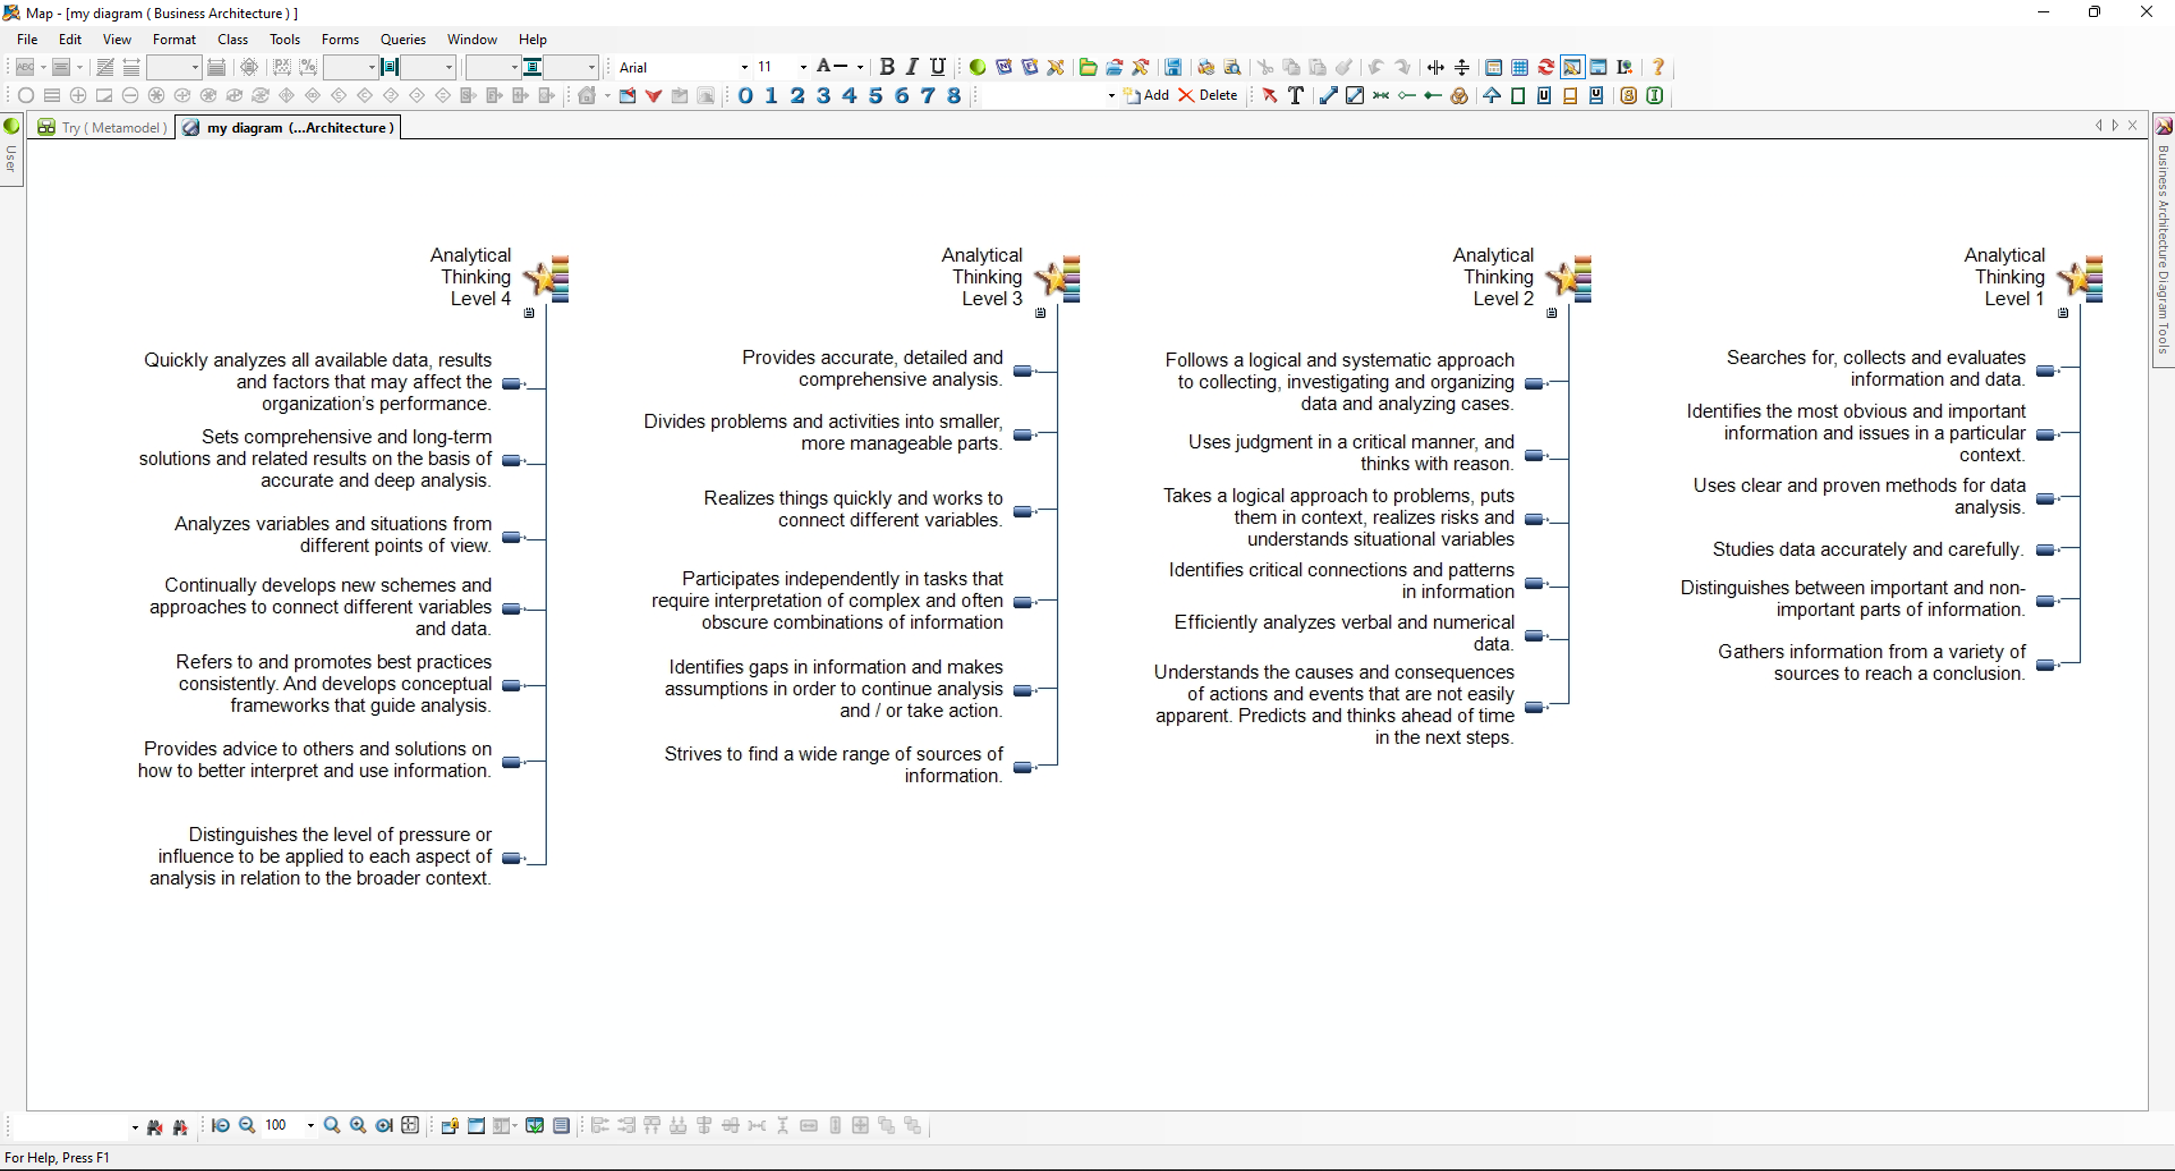 Map - [my diagram ( Business Architecture ) ]
File Edit View Format Class Tools Forms Queries Window Help
Arial 11 A B I U
0 1 2 3 4 5 6 7 8 Add Delete T
Try ( Metamodel ) my diagram (...Architecture )
User
Business Architecture Diagram Tools
Analytical
Thinking
Level 4
Quickly analyzes all available data, results
and factors that may affect the
organization's performance.
Sets comprehensive and long-term
solutions and related results on the basis of
accurate and deep analysis.
Analyzes variables and situations from
different points of view.
Continually develops new schemes and
approaches to connect different variables
and data.
Refers to and promotes best practices
consistently. And develops conceptual
frameworks that guide analysis.
Provides advice to others and solutions on
how to better interpret and use information.
Distinguishes the level of pressure or
influence to be applied to each aspect of
analysis in relation to the broader context.
Analytical
Thinking
Level 3
Provides accurate, detailed and
comprehensive analysis.
Divides problems and activities into smaller,
more manageable parts.
Realizes things quickly and works to
connect different variables.
Participates independently in tasks that
require interpretation of complex and often
obscure combinations of information
Identifies gaps in information and makes
assumptions in order to continue analysis
and / or take action.
Strives to find a wide range of sources of
information.
Analytical
Thinking
Level 2
Follows a logical and systematic approach
to collecting, investigating and organizing
data and analyzing cases.
Uses judgment in a critical manner, and
thinks with reason.
Takes a logical approach to problems, puts
them in context, realizes risks and
understands situational variables
Identifies critical connections and patterns
in information
Efficiently analyzes verbal and numerical
data.
Understands the causes and consequences
of actions and events that are not easily
apparent. Predicts and thinks ahead of time
in the next steps.
Analytical
Thinking
Level 1
Searches for, collects and evaluates
information and data.
Identifies the most obvious and important
information and issues in a particular
context.
Uses clear and proven methods for data
analysis.
Studies data accurately and carefully.
Distinguishes between important and non-
important parts of information.
Gathers information from a variety of
sources to reach a conclusion.
100
For Help, Press F1